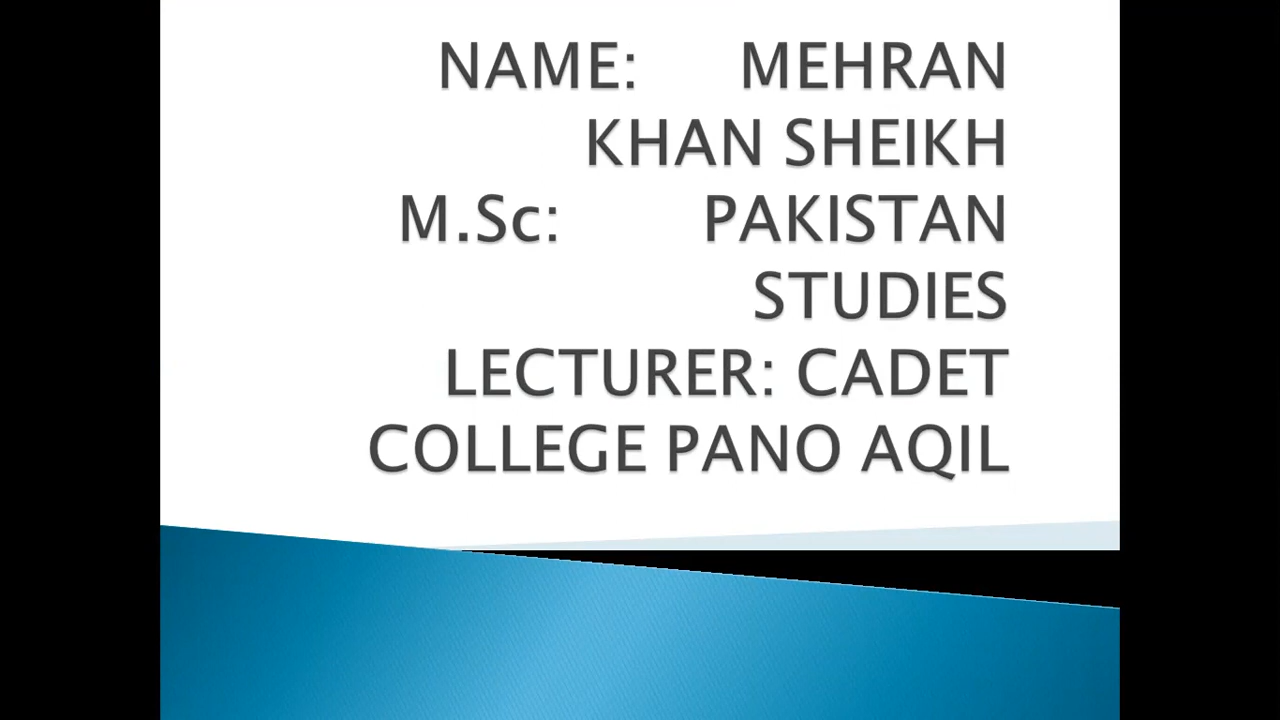 NAME: MEHRAN
KHAN SHEIKH
M.Sc: PAKISTAN
STUDIES
LECTURER: CADET
COLLEGE PANO AQIL